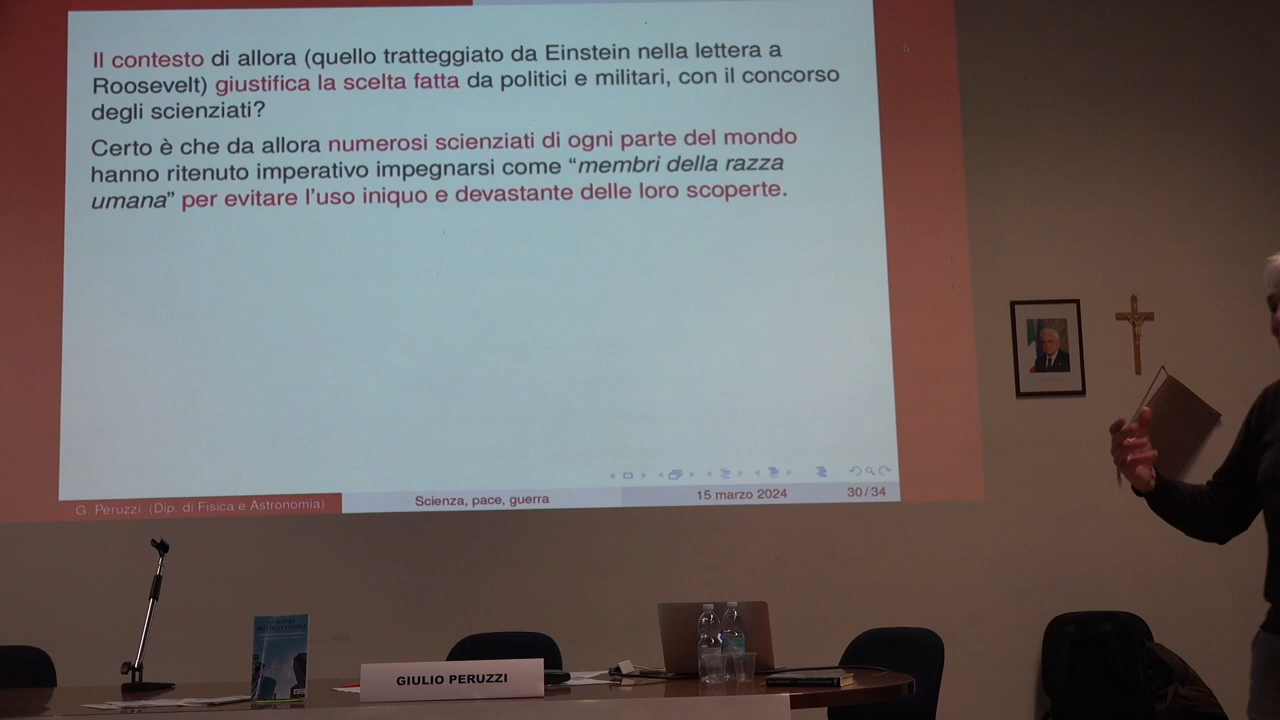 Il contesto di allora (quello tratteggiato da Einstein nella lettera a
Roosevelt) giustifica la scelta fatta da politici e militari, con il concorso
degli scienziati?
Certo è che da allora numerosi scienziati di ogni parte del mondo
hanno ritenuto imperativo impegnarsi come “membri della razza
umana” per evitare l’uso iniquo e devastante delle loro scoperte.
G. Peruzzi (Dip. di Fisica e Astronomia)
Scienza, pace, guerra
15 marzo 2024
30 / 34
GIULIO PERUZZI